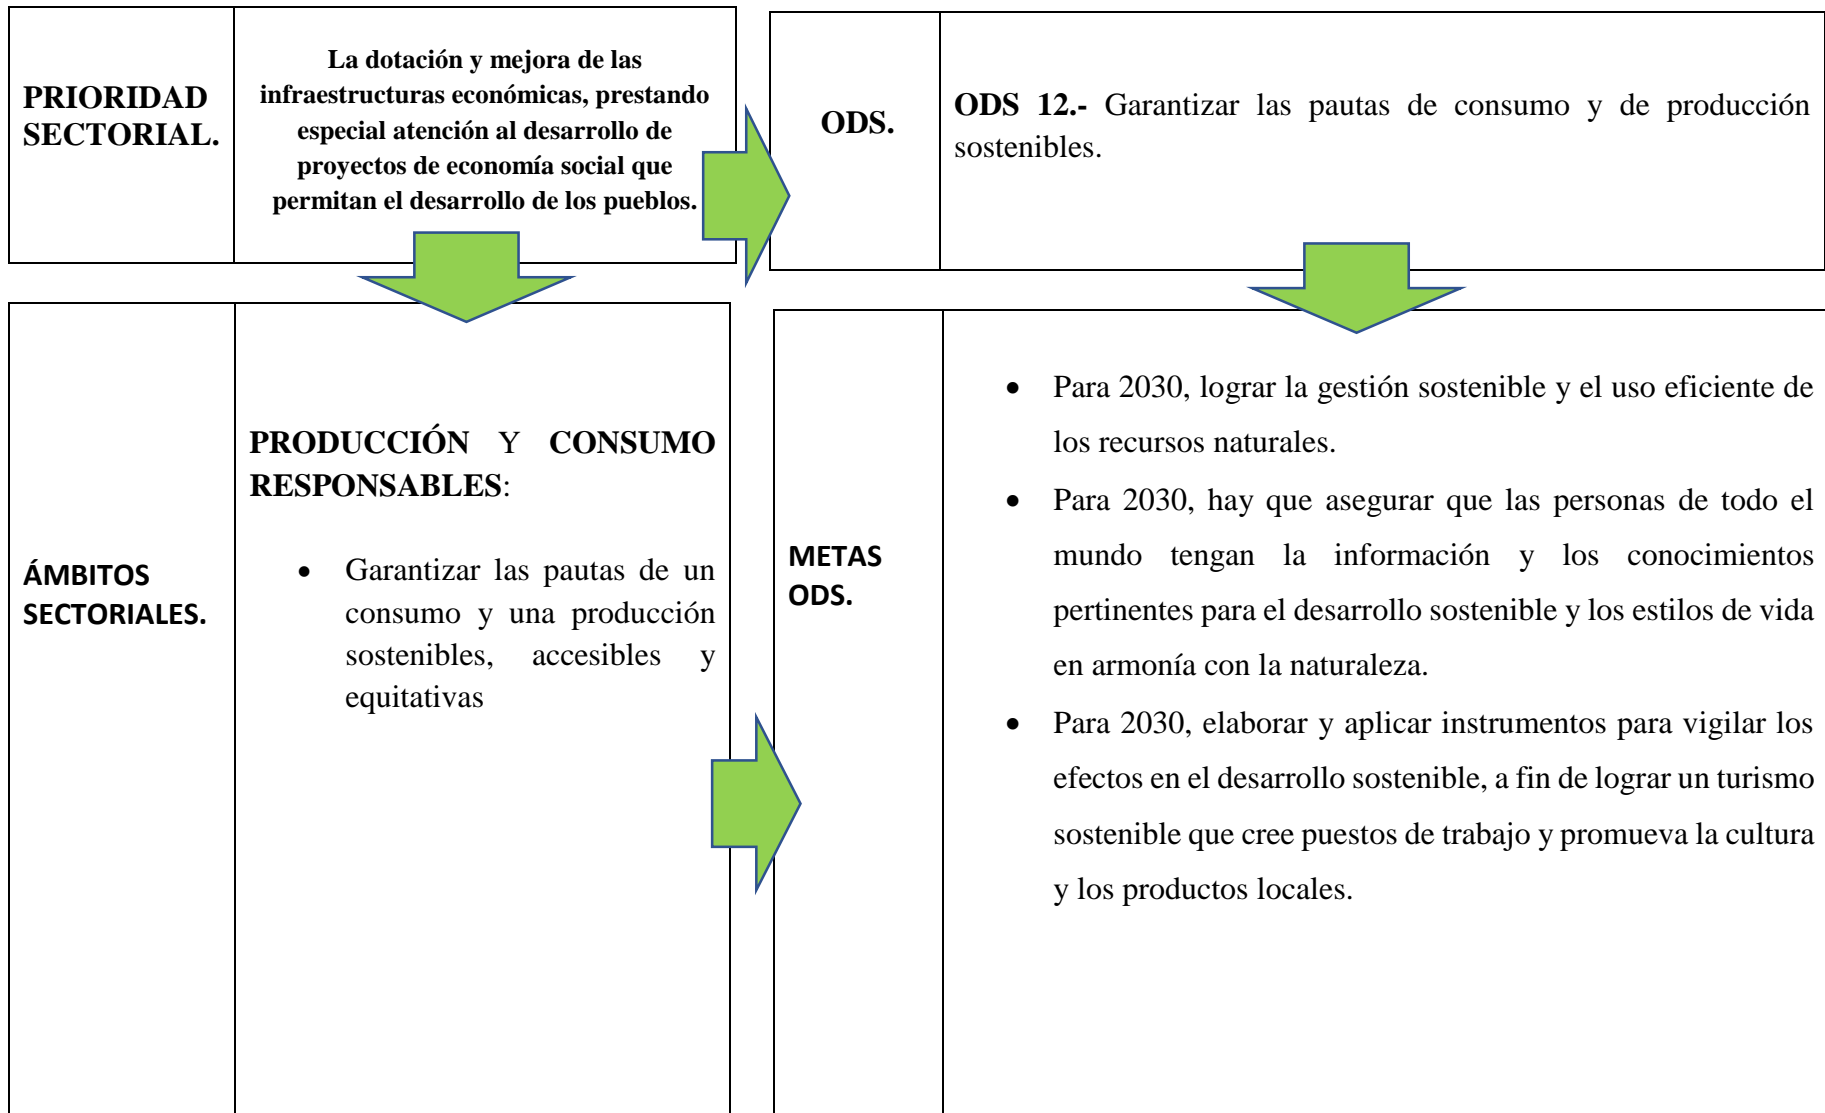 PRIORIDAD
SECTORIAL.
La dotación y mejora de las
infraestructuras económicas, prestando
especial atención al desarrollo de
proyectos de economía social que
permitan el desarrollo de los pueblos.
ODS.
ODS 12.- Garantizar las pautas de consumo y de producción
sostenibles.
ÁMBITOS
SECTORIALES.
PRODUCCIÓN Y CONSUMO
RESPONSABLES:
• Garantizar las pautas de un
consumo y una producción
sostenibles, accesibles y
equitativas
METAS
ODS.
• Para 2030, lograr la gestión sostenible y el uso eficiente de
los recursos naturales.
• Para 2030, hay que asegurar que las personas de todo el
mundo tengan la información y los conocimientos
pertinentes para el desarrollo sostenible y los estilos de vida
en armonía con la naturaleza.
• Para 2030, elaborar y aplicar instrumentos para vigilar los
efectos en el desarrollo sostenible, a fin de lograr un turismo
sostenible que cree puestos de trabajo y promueva la cultura
y los productos locales.